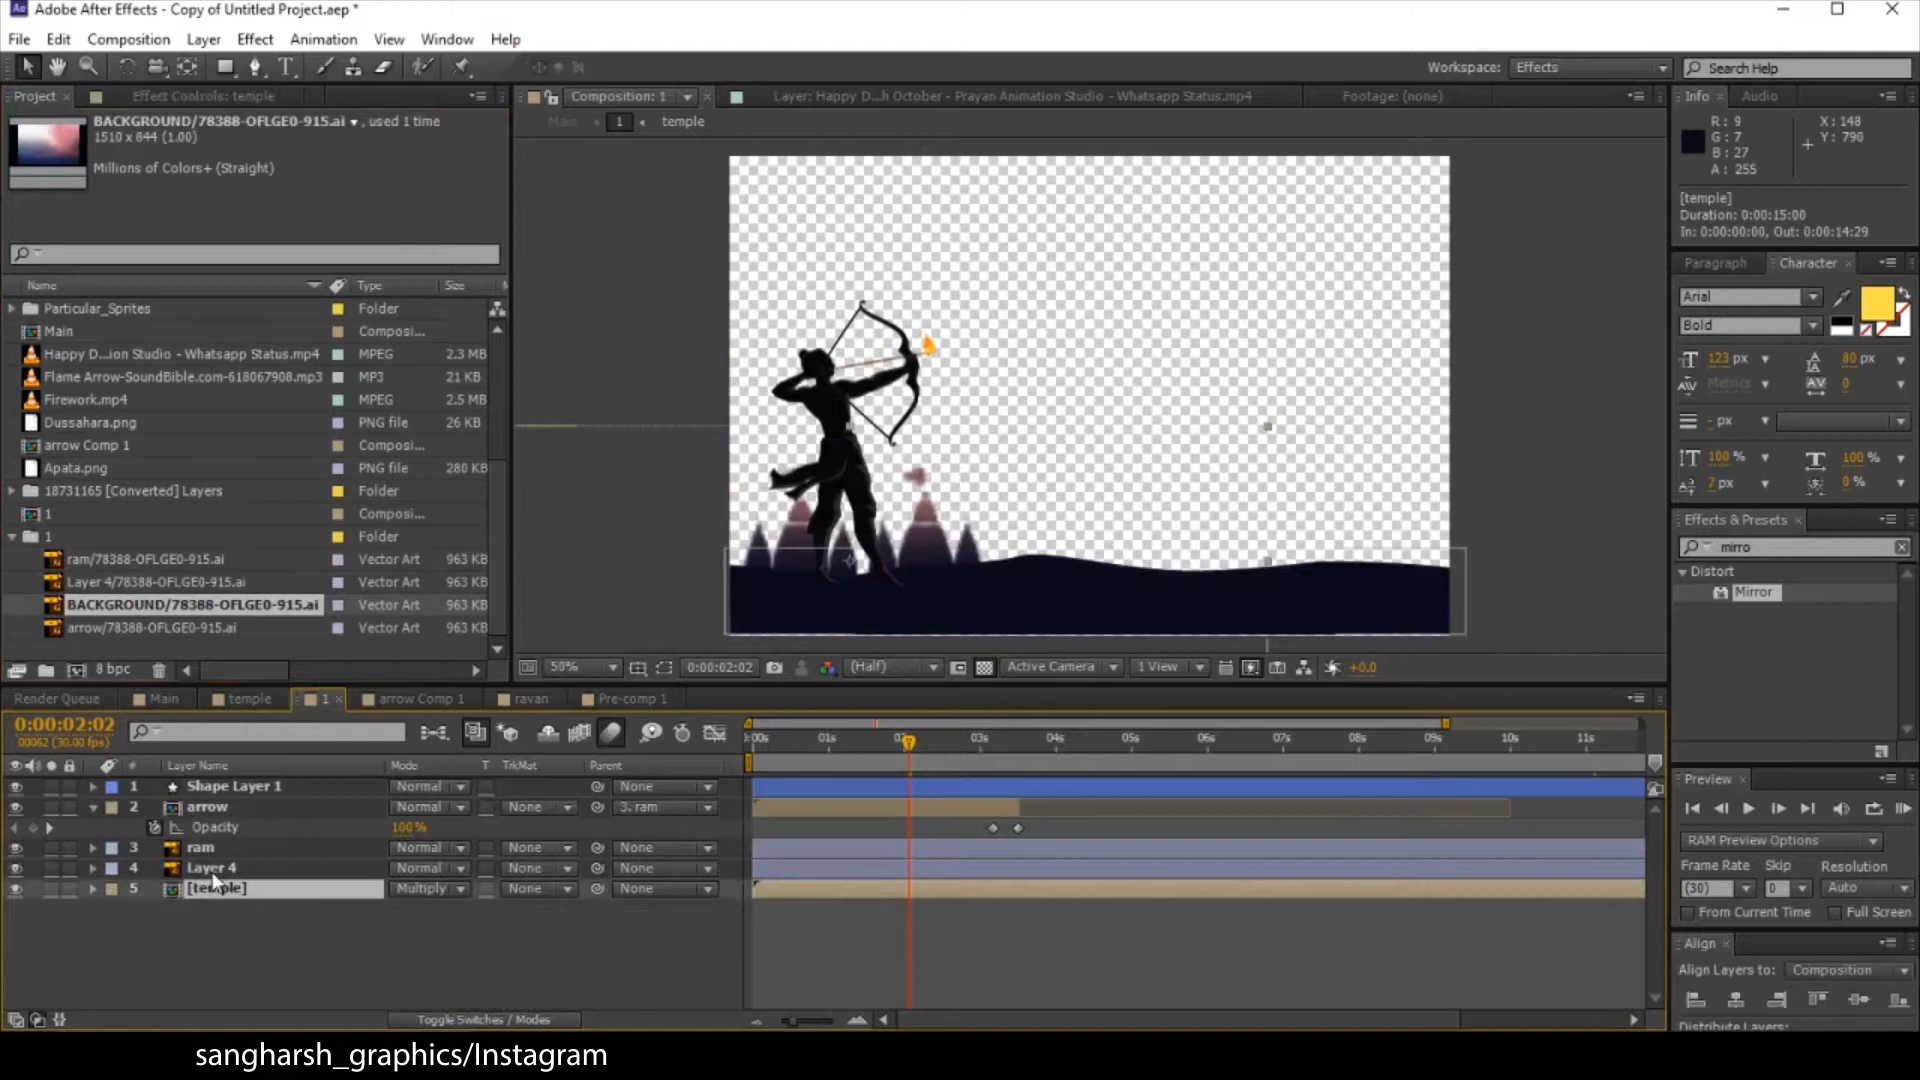 Adobe After Effects - Copy of Untitled Project.aep *
File Edit Composition Layer Effect Animation View Window Help
Workspace: Effects Search Help
Project Effect Controls: temple Composition: 1 Layer: Happy D...h October - Prayan Animation Studio - Whatsapp Status.mp4 Footage: (none) Info Audio
BACKGROUND/78388-OFLGE0-915.ai , used 1 time
1510 x 844 (1.00)
Millions of Colors+ (Straight)
Main 1 temple
R: 9
G: 7
B: 27
A: 255
X: 148
Y: 790
[temple]
Duration: 0:00:15:00
In: 0:00:00:00, Out: 0:00:14:29
Name Type Size
Particular_Sprites Folder
Main Composi...
Happy D...ion Studio - Whatsapp Status.mp4 MPEG 2.3 MB
Flame Arrow-SoundBible.com-618067908.mp3 MP3 21 KB
Firework.mp4 MPEG 2.5 MB
Dussahara.png PNG file 26 KB
arrow Comp 1 Composi...
Apata.png PNG file 280 KB
18731165 [Converted] Layers Folder
1 Composi...
1 Folder
ram/78388-OFLGE0-915.ai Vector Art 963 KB
Layer 4/78388-OFLGE0-915.ai Vector Art 963 KB
BACKGROUND/78388-OFLGE0-915.ai Vector Art 963 KB
arrow/78388-OFLGE0-915.ai Vector Art 963 KB
8 bpc
50% 0:00:02:02 (Half) Active Camera 1 View +0.0
Paragraph Character
Arial
Bold
123 px 80 px
Metrics 0
- px
100 % 100 %
7 px 0 %
Effects & Presets
mirro
Distort
Mirror
Render Queue Main temple 1 arrow Comp 1 ravan Pre-comp 1
0:00:02:02
00062 (30.00 fps)
:00s 01s 02 03s 04s 05s 06s 07s 08s 09s 10s 11s
# Layer Name Mode T TrkMat Parent
1 Shape Layer 1 Normal None
2 arrow Normal None 3. ram
Opacity 100%
3 ram Normal None None
4 Layer 4 Normal None None
5 [temple] Multiply None None
Toggle Switches / Modes
Preview
RAM Preview Options
Frame Rate Skip Resolution
(30) 0 Auto
From Current Time Full Screen
Align
Align Layers to: Composition
Distribute Layers:
sangharsh_graphics/Instagram